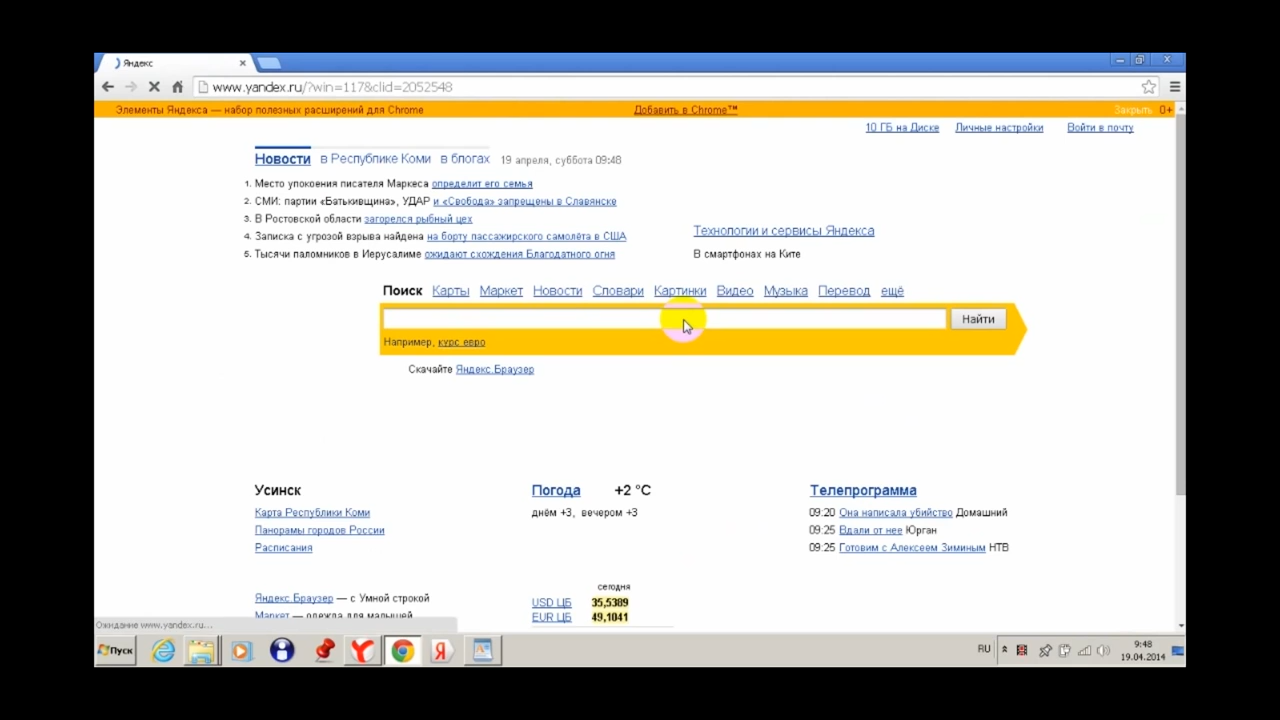 Яндекс
www.yandex.ru/?win=117&clid=2052548
Элементы Яндекса — набор полезных расширений для Chrome Добавить в Chrome™ Закрыть 0+
10 ГБ на Диске Личные настройки Войти в почту
Новости в Республике Коми в блогах 19 апреля, суббота 09:48
1. Место упокоения писателя Маркеса определит его семья
2. СМИ: партии «Батькивщина», УДАР и «Свобода» запрещены в Славянске
3. В Ростовской области загорелся рыбный цех
4. Записка с угрозой взрыва найдена на борту пассажирского самолёта в США
5. Тысячи паломников в Иерусалиме ожидают схождения Благодатного огня
Технологии и сервисы Яндекса
В смартфонах на Ките
Поиск Карты Маркет Новости Словари Картинки Видео Музыка Перевод ещё
Найти
Например, курс евро
Скачайте Яндекс.Браузер
Усинск
Карта Республики Коми
Панорамы городов России
Расписания
Погода +2 °C
днём +3, вечером +3
Телепрограмма
09:20 Она написала убийство Домашний
09:25 Вдали от нее Юрган
09:25 Готовим с Алексеем Зиминым НТВ
Яндекс.Браузер — с Умной строкой
Маркет — одежда для малышей
сегодня
USD ЦБ 35,5389
EUR ЦБ 49,1041
Ожидание www.yandex.ru...
Пуск
RU
9:48
19.04.2014